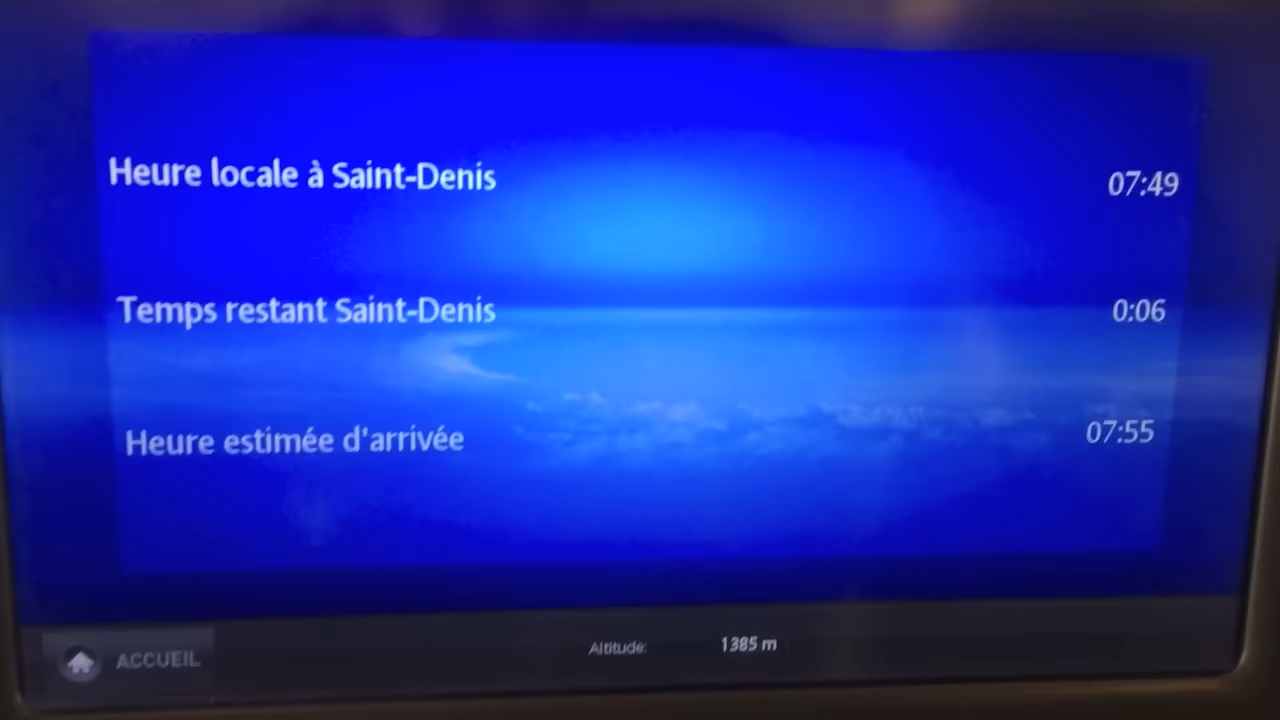 Heure locale à Saint-Denis 07:49
Temps restant Saint-Denis 0:06
Heure estimée d'arrivée 07:55
ACCUEIL Altitude: 1385 m